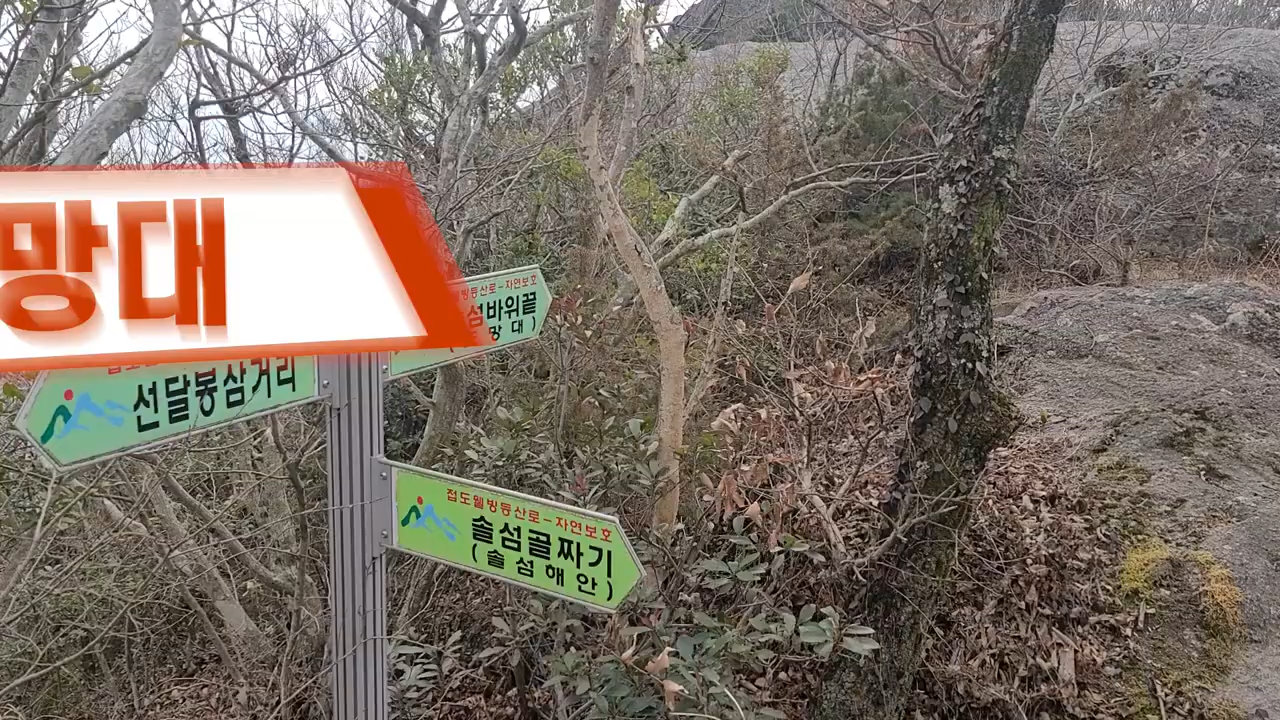 망대
섬바위끝
망 대 )
선달봉삼거리
접도웰빙등산로-자연보호
솔섬골짜기
( 솔 섬 해 안 )